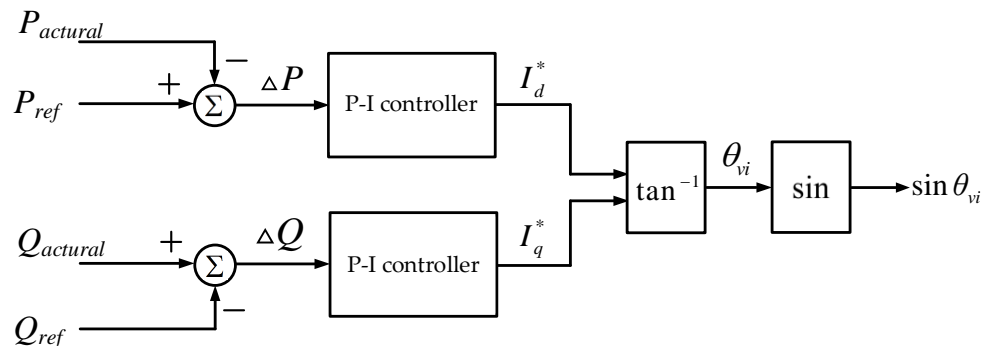 P_actural
−
+
P_ref
Σ
△P
P-I controller
I_d^*
Q_actural
+
Σ
−
Q_ref
△Q
P-I controller
I_q^*
tan⁻¹
θ_vi
sin
sin θ_vi